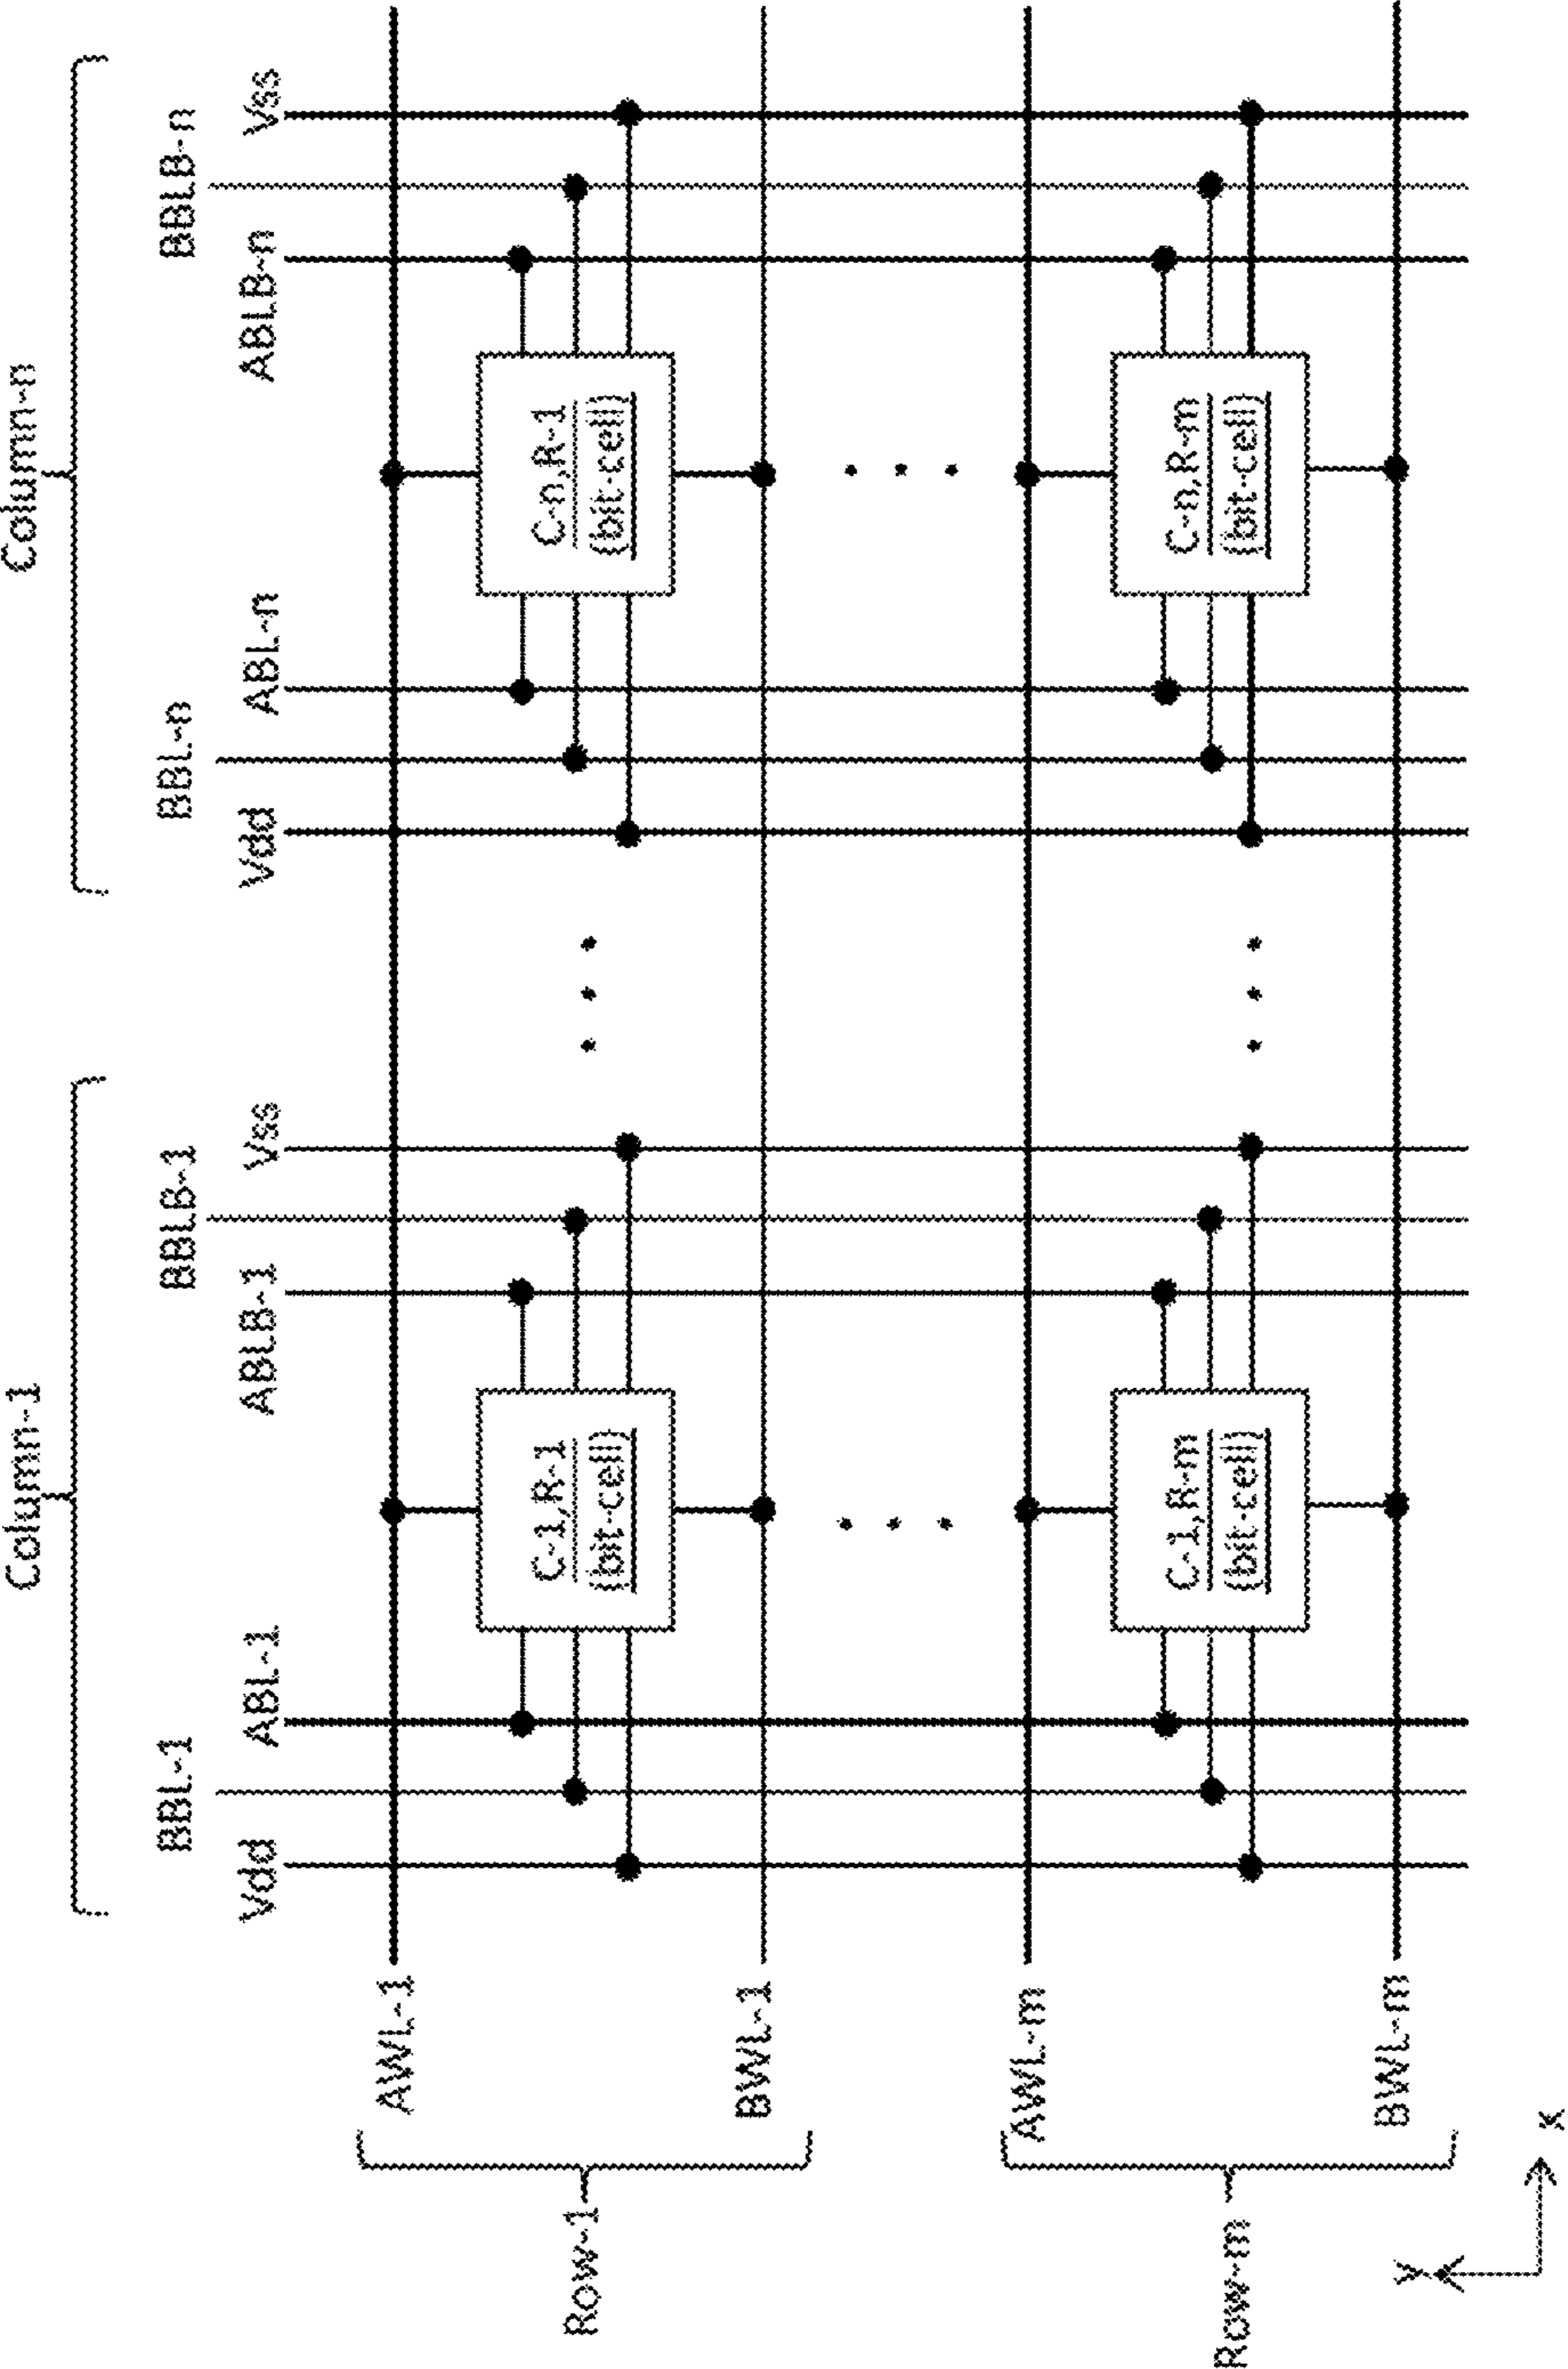 Column-1
Column-n
BBL-1
BBLB-1
BBL-n
BBLB-n
Vdd
ABL-1
ABLB-1
Vss
Vdd
ABL-n
ABLB-n
Vss
AWL-1
Row-1
C-1,R-1
(bit-cell)
C-n,R-1
(bit-cell)
BWL-1
AWL-m
Row-m
C-1,R-m
(bit-cell)
C-n,R-m
(bit-cell)
BWL-m
y
x